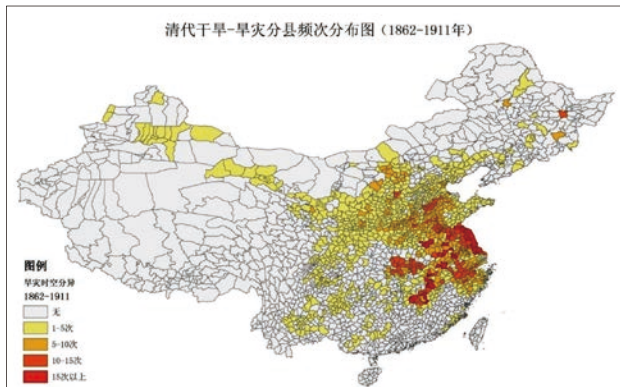 清代干旱-旱灾分县频次分布图（1862-1911年）
图例
旱灾时空分异
1862-1911
无
1-5次
5-10次
10-15次
15次以上